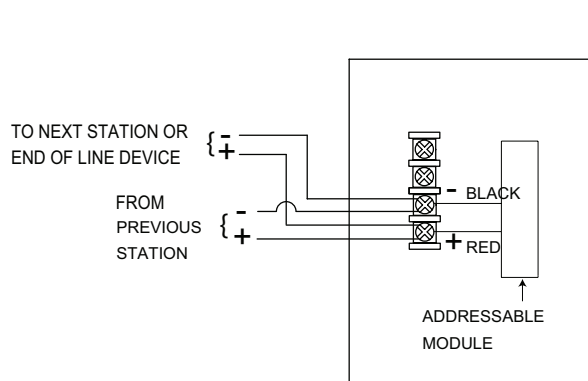 TO NEXT STATION OR
END OF LINE DEVICE
{ -
+
FROM
PREVIOUS
STATION
{ -
+
- BLACK
+ RED
ADDRESSABLE
MODULE